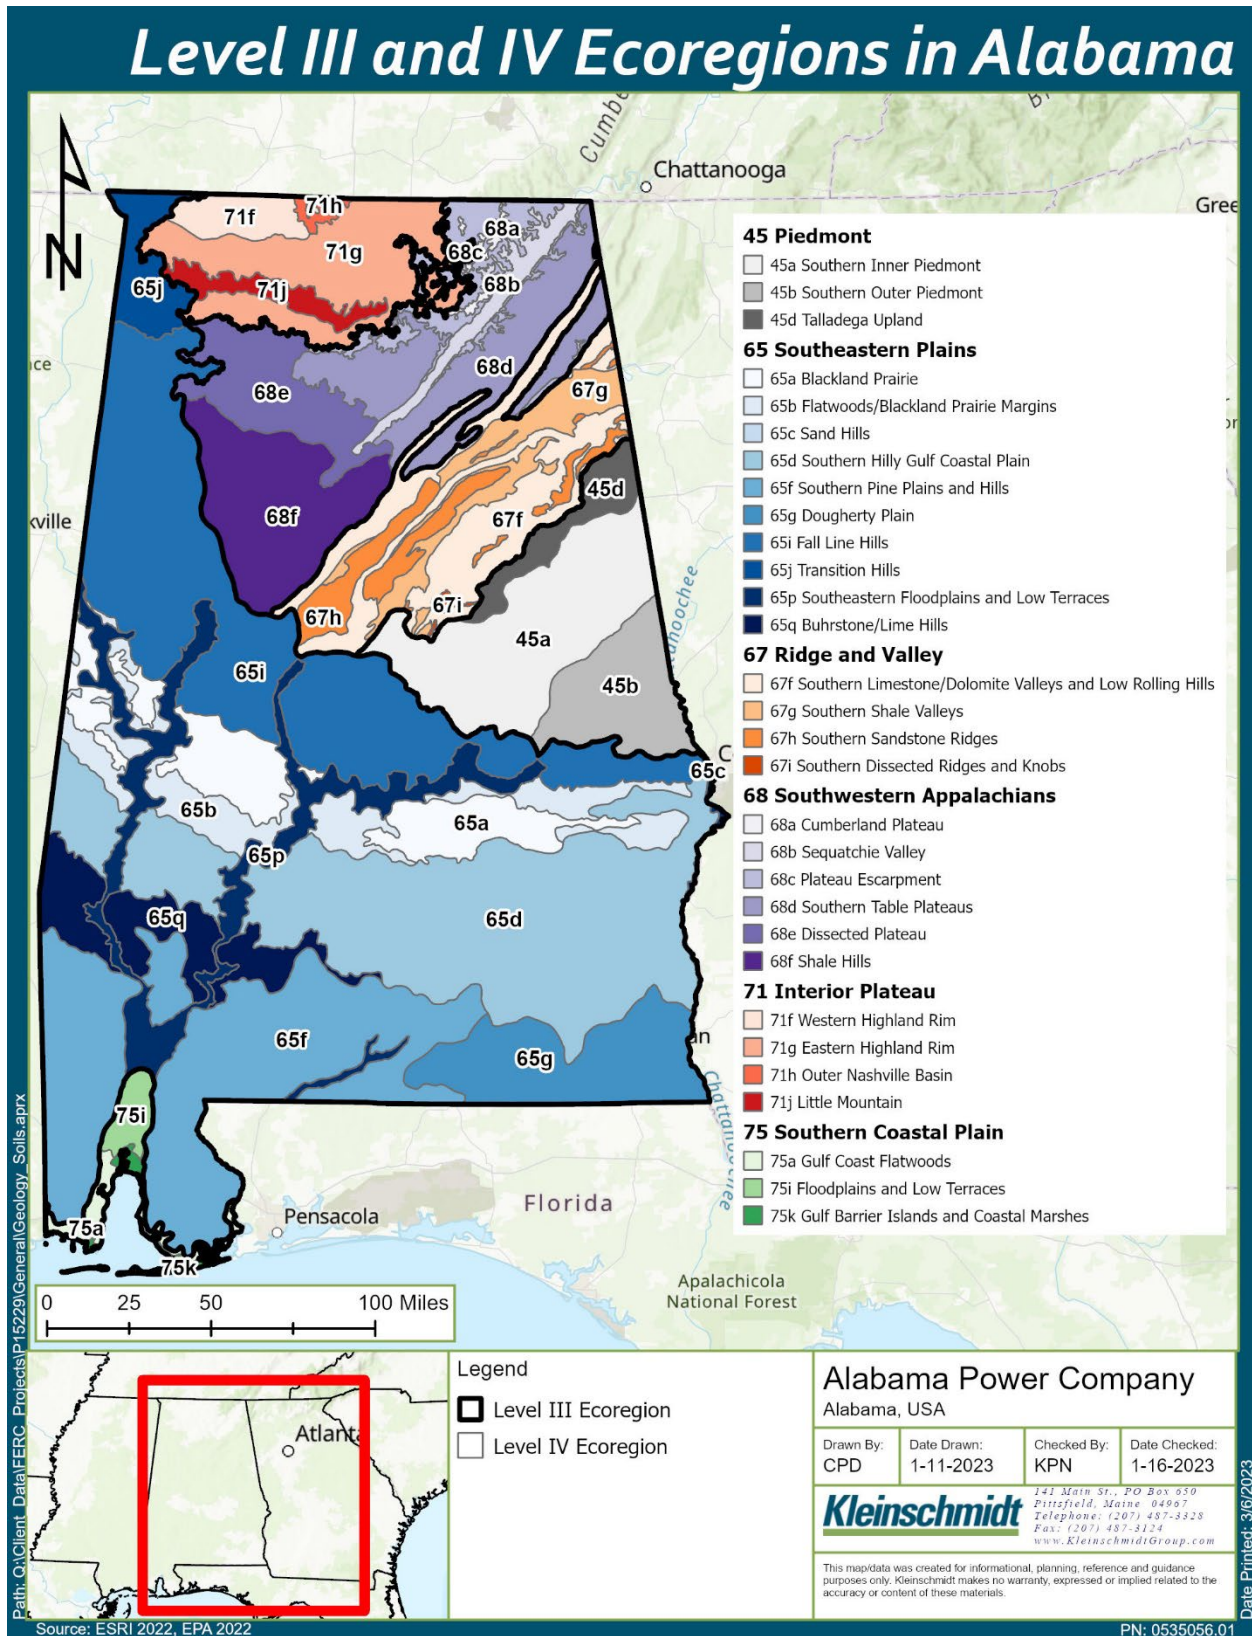 Level III and IV Ecoregions in Alabama
Cumbe
Chattanooga
Gree
N
71f
71h
71g
71j
65j
68a
68c
68b
68d
68e
68f
67g
67f
67h
67i
45d
45a
45b
kville
65i
65c
65b
65a
65p
65q
65d
65f
65g
75i
75a
75k
Pensacola
Florida
Apalachicola
National Forest
45 Piedmont
45a Southern Inner Piedmont
45b Southern Outer Piedmont
45d Talladega Upland
65 Southeastern Plains
65a Blackland Prairie
65b Flatwoods/Blackland Prairie Margins
65c Sand Hills
65d Southern Hilly Gulf Coastal Plain
65f Southern Pine Plains and Hills
65g Dougherty Plain
65i Fall Line Hills
65j Transition Hills
65p Southeastern Floodplains and Low Terraces
65q Buhrstone/Lime Hills
67 Ridge and Valley
67f Southern Limestone/Dolomite Valleys and Low Rolling Hills
67g Southern Shale Valleys
67h Southern Sandstone Ridges
67i Southern Dissected Ridges and Knobs
68 Southwestern Appalachians
68a Cumberland Plateau
68b Sequatchie Valley
68c Plateau Escarpment
68d Southern Table Plateaus
68e Dissected Plateau
68f Shale Hills
71 Interior Plateau
71f Western Highland Rim
71g Eastern Highland Rim
71h Outer Nashville Basin
71j Little Mountain
75 Southern Coastal Plain
75a Gulf Coast Flatwoods
75i Floodplains and Low Terraces
75k Gulf Barrier Islands and Coastal Marshes
0 25 50 100 Miles
Atlanta
Legend
Level III Ecoregion
Level IV Ecoregion
Alabama Power Company
Alabama, USA
Drawn By: Date Drawn: Checked By: Date Checked:
CPD 1-11-2023 KPN 1-16-2023
Kleinschmidt
141 Main St., PO Box 650
Pittsfield, Maine 04967
Telephone: (207) 487-3328
Fax: (207) 487-3124
www.KleinschmidtGroup.com
This map/data was created for informational, planning, reference and guidance
purposes only. Kleinschmidt makes no warranty, expressed or implied related to the
accuracy or content of these materials.
Path: Q:\Client_Data\FERC_Projects\P15229\General\Geology_Soils.aprx
Date Printed: 3/6/2023
Source: ESRI 2022, EPA 2022
PN: 0535056.01